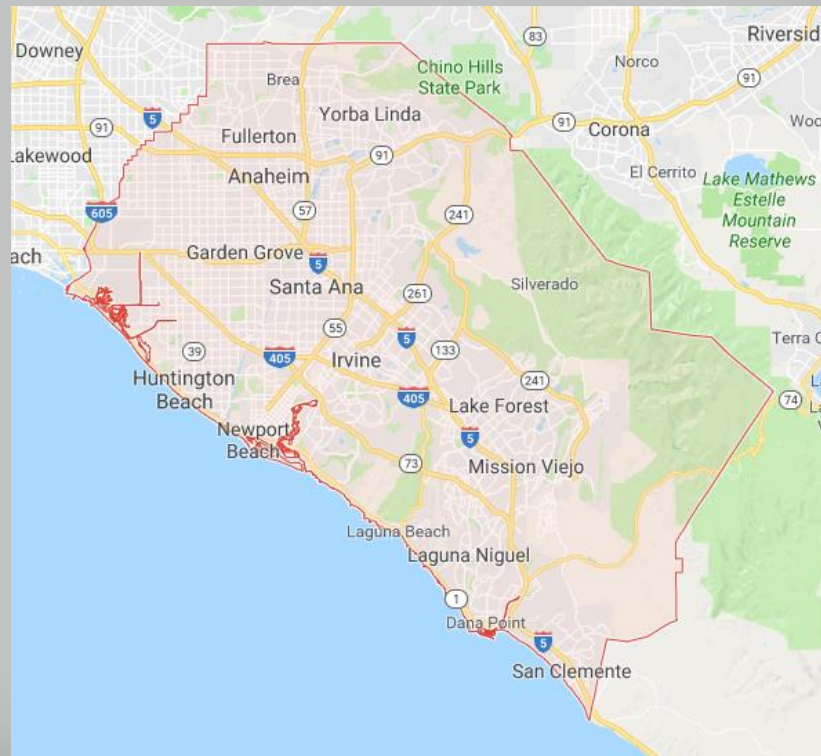 Downey
83
Riversid
Chino Hills
State Park
Norco
Brea
91
5
Yorba Linda
91
Fullerton
91
Corona
Woo
Lakewood
91
Anaheim
El Cerrito
Lake Mathews
Estelle
Mountain
Reserve
605
57
241
ach
Garden Grove
5
Santa Ana
261
Silverado
55
5
39
405
Irvine
133
Terra C
Huntington
Beach
241
405
74
Lake Forest
Newport
Beach
5
73
Mission Viejo
Laguna Beach
Laguna Niguel
1
Dana Point
5
San Clemente